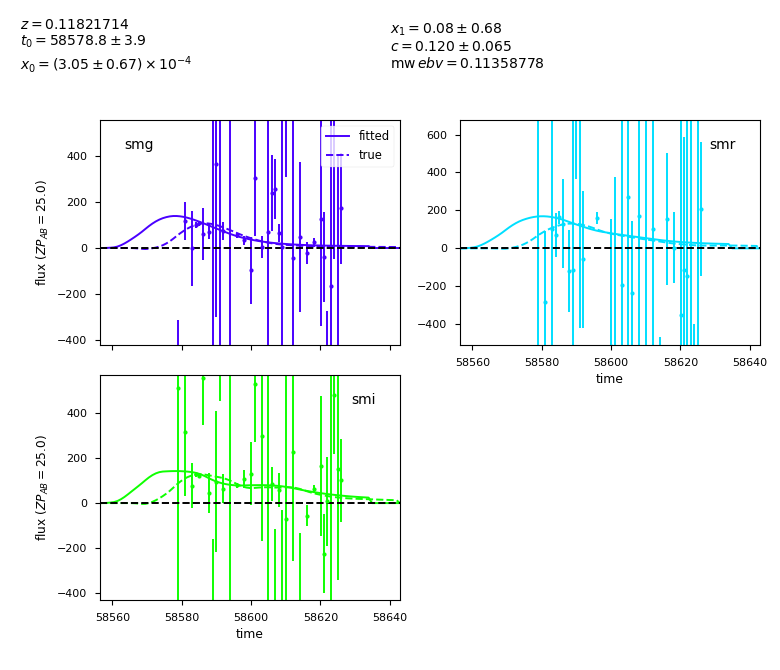 z = 0.11821714
t₀ = 58578.8 ± 3.9
x₀ = (3.05 ± 0.67) × 10⁻⁴
x₁ = 0.08 ± 0.68
c = 0.120 ± 0.065
mw ebv = 0.11358778
smg
fitted
true
flux (ZP_AB = 25.0)
400
200
0
−200
−400
smr
600
400
200
0
−200
−400
58560 58580 58600 58620 58640
time
smi
flux (ZP_AB = 25.0)
400
200
0
−200
−400
58560 58580 58600 58620 58640
time